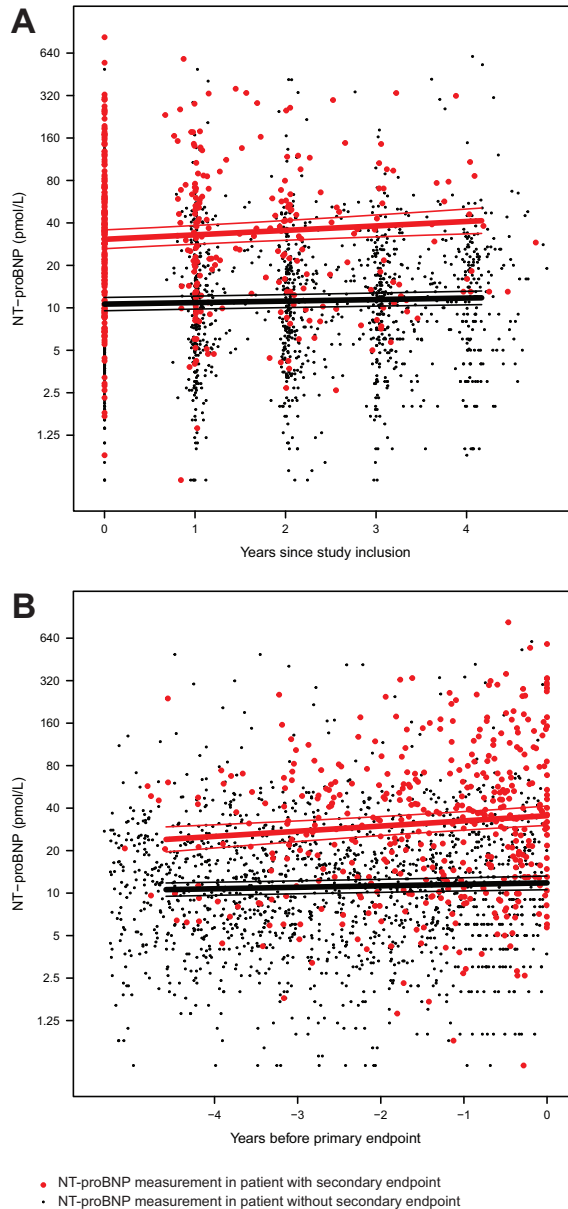 A
640
320
160
80
40
20
10
5
2.5
1.25
NT−proBNP (pmol/L)
0 1 2 3 4
Years since study inclusion
B
640
320
160
80
40
20
10
5
2.5
1.25
NT−proBNP (pmol/L)
−4 −3 −2 −1 0
Years before primary endpoint
NT-proBNP measurement in patient with secondary endpoint
NT-proBNP measurement in patient without secondary endpoint